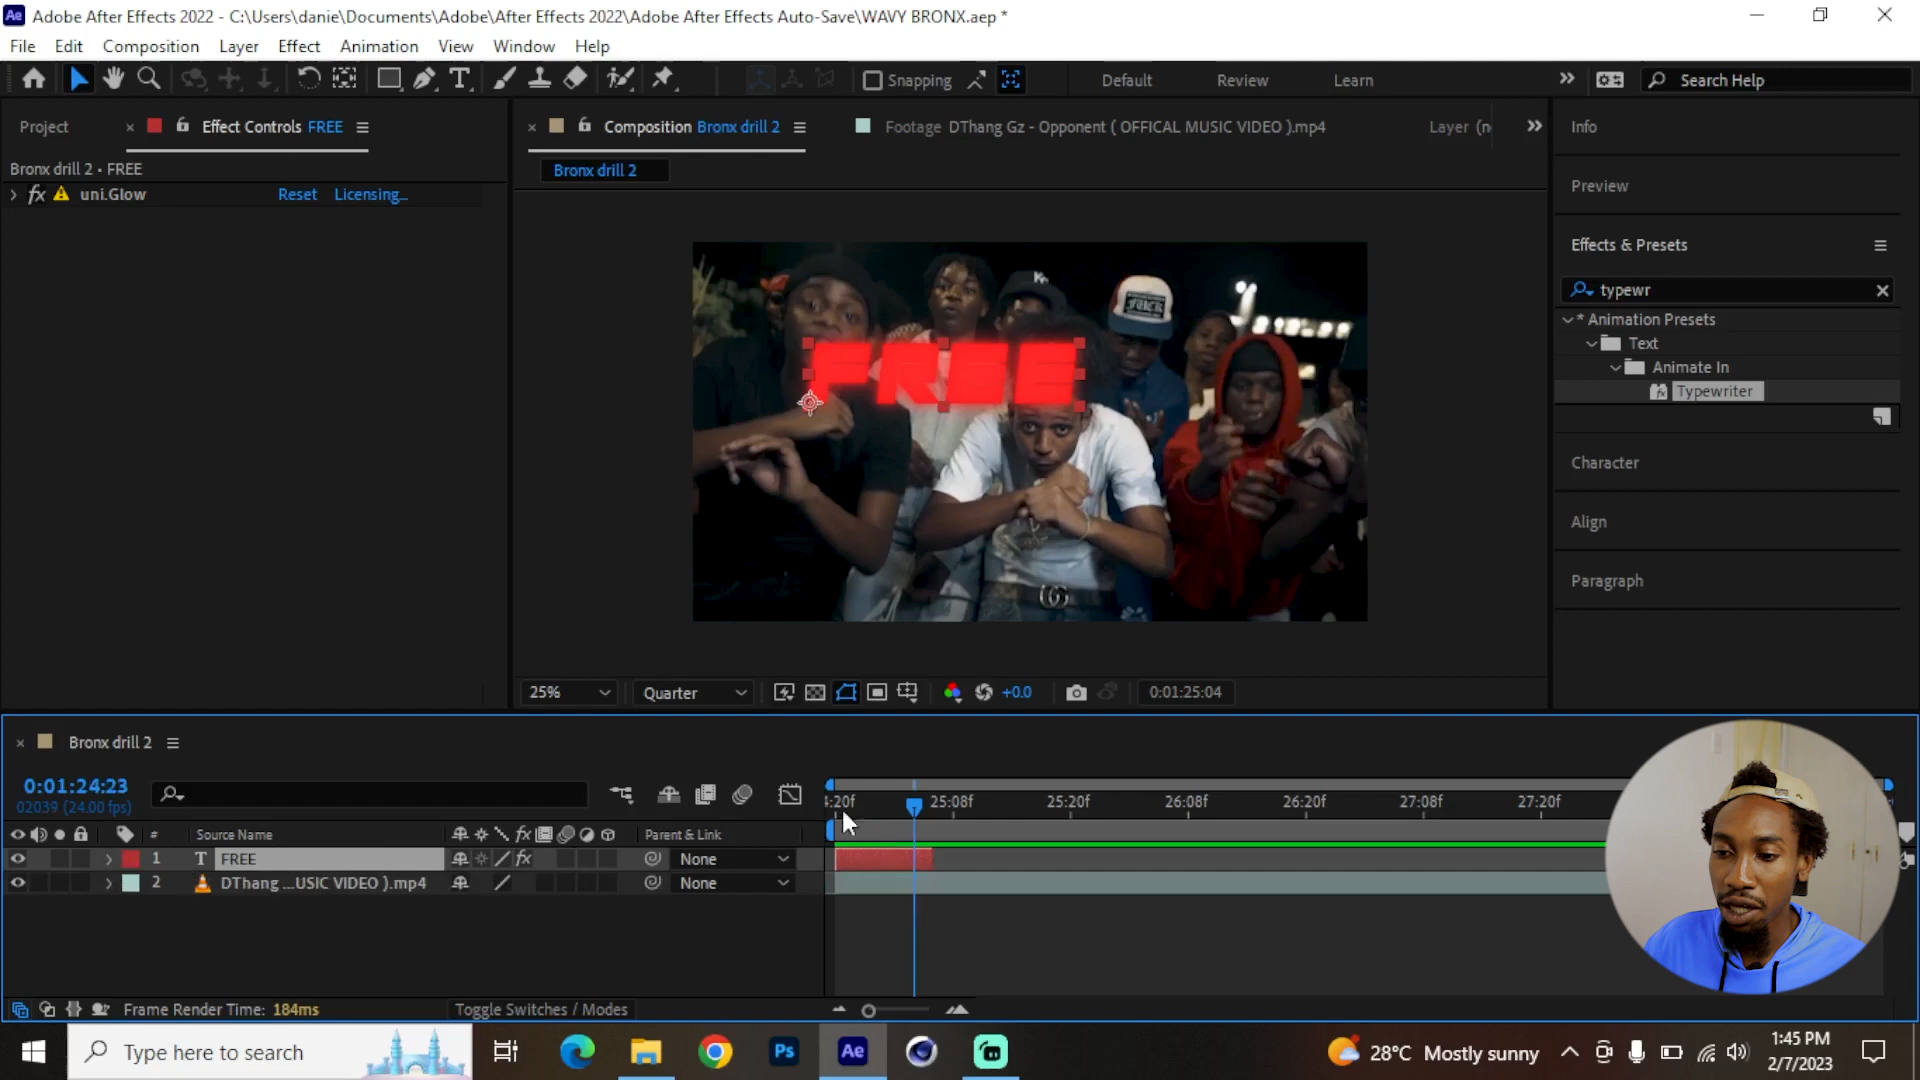 Adobe After Effects 2022 - C:\Users\danie\Documents\Adobe\After Effects 2022\Adobe After Effects Auto-Save\WAVY BRONX.aep *
File Edit Composition Layer Effect Animation View Window Help
Snapping Default Review Learn Search Help
Project Effect Controls FREE Composition Bronx drill 2 Footage DThang Gz - Opponent ( OFFICAL MUSIC VIDEO ).mp4 Layer (n Info
Bronx drill 2 • FREE
Bronx drill 2
fx uni.Glow Reset Licensing...
Preview
Effects & Presets
typewr
* Animation Presets
Text
Animate In
Typewriter
FREE
Character
Align
Paragraph
25% Quarter +0.0 0:01:25:04
Bronx drill 2
0:01:24:23
02039 (24.00 fps)
4:20f 25:08f 25:20f 26:08f 26:20f 27:08f 27:20f
# Source Name fx Parent & Link
1 T FREE fx None
2 DThang ...USIC VIDEO ).mp4 None
Frame Render Time: 184ms Toggle Switches / Modes
Type here to search Ps Ae 28°C Mostly sunny 1:45 PM
2/7/2023